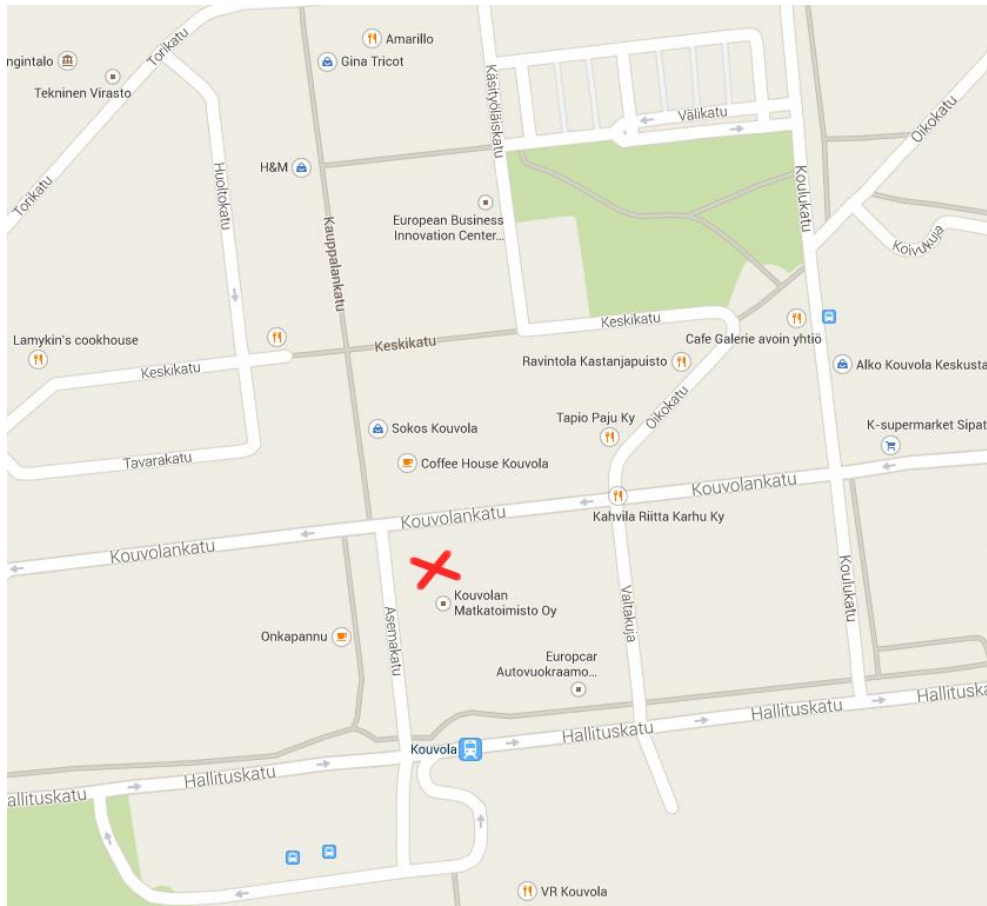 Amarillo
Gina Tricot
ngintalo
Tekninen Virasto
Torikatu
Torikatu
Käsityöläiskatu
Välikatu
Oikokatu
H&M
Huoltokatu
Kauppalankatu
Koulukatu
European Business
Innovation Center...
Koivukuja
Keskikatu
Keskikatu
Keskikatu
Lamykin's cookhouse
Cafe Galerie avoin yhtiö
Ravintola Kastanjapuisto
Alko Kouvola Keskusta
Oikokatu
Tapio Paju Ky
Sokos Kouvola
K-supermarket Sipat
Coffee House Kouvola
Tavarakatu
Kouvolankatu
Kouvolankatu
Kouvolankatu
Kahvila Riitta Karhu Ky
Koulukatu
Valtakuja
Asemakatu
Kouvolan
Matkatoimisto Oy
Onkapannu
Europcar
Autovuokraamo...
Hallituska
Hallituskatu
Hallituskatu
Kouvola
Hallituskatu
allituskatu
VR Kouvola